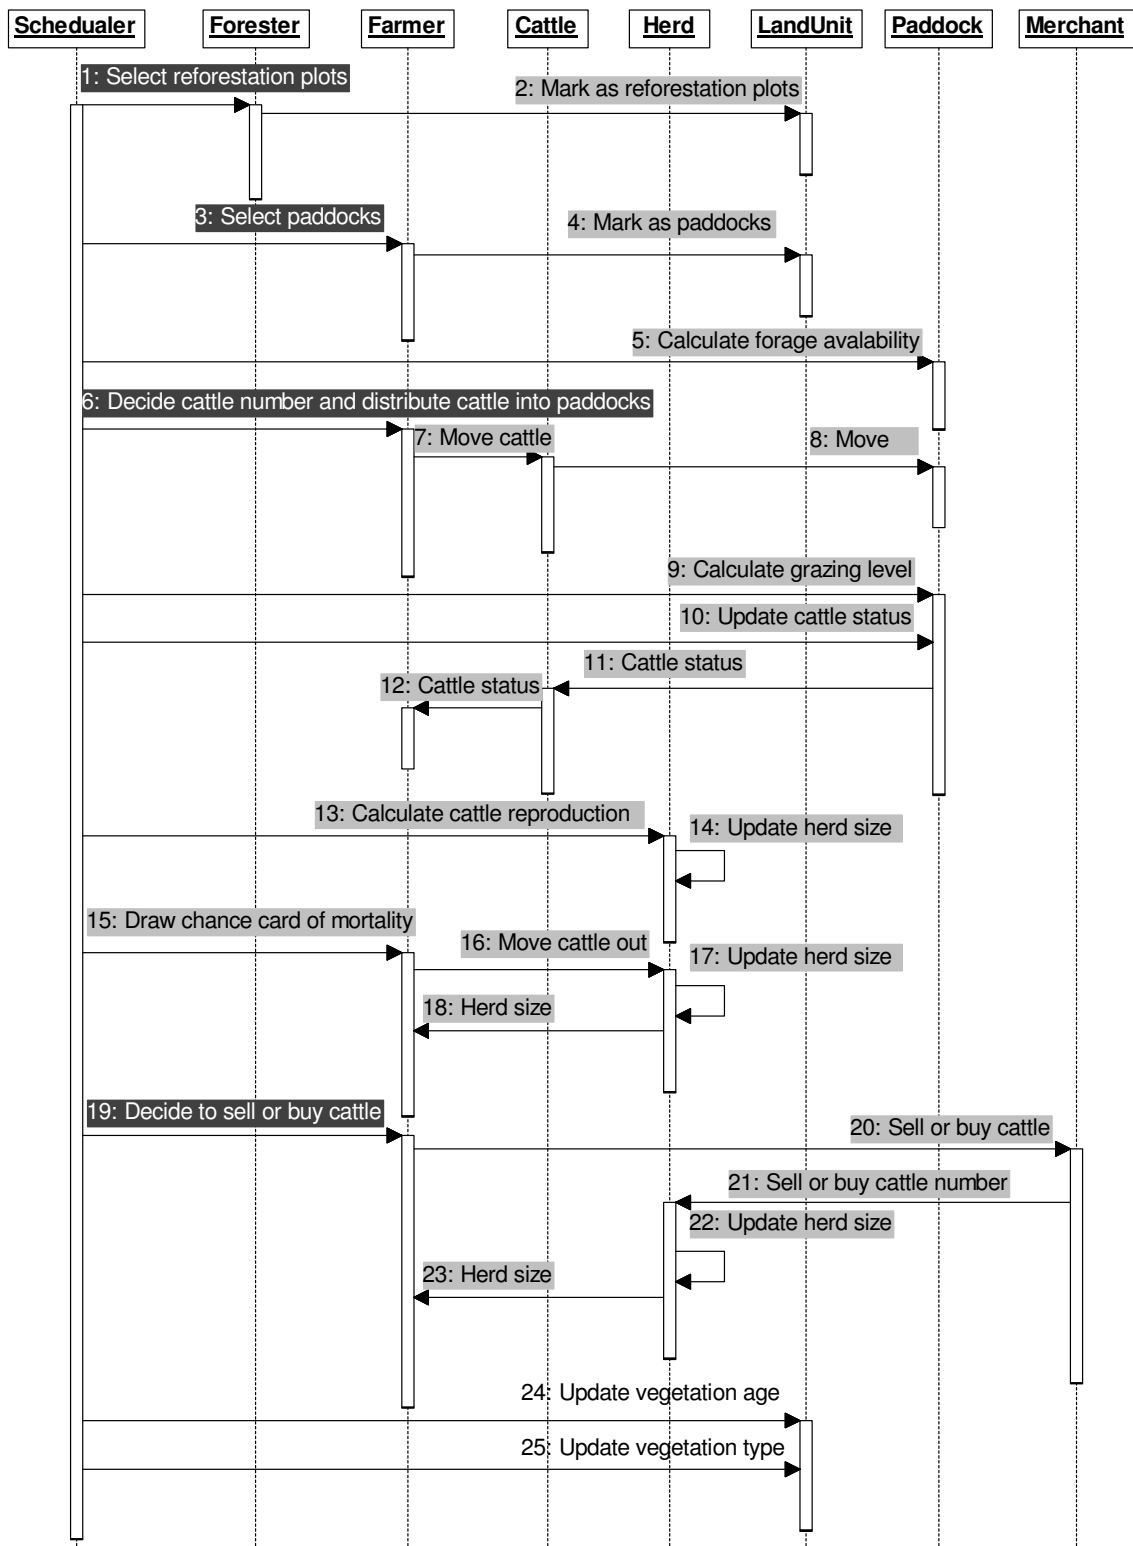 Schedualer Forester Farmer Cattle Herd LandUnit Paddock Merchant
1: Select reforestation plots
2: Mark as reforestation plots
3: Select paddocks
4: Mark as paddocks
5: Calculate forage avalability
6: Decide cattle number and distribute cattle into paddocks
7: Move cattle
8: Move
9: Calculate grazing level
10: Update cattle status
11: Cattle status
12: Cattle status
13: Calculate cattle reproduction
14: Update herd size
15: Draw chance card of mortality
16: Move cattle out
17: Update herd size
18: Herd size
19: Decide to sell or buy cattle
20: Sell or buy cattle
21: Sell or buy cattle number
22: Update herd size
23: Herd size
24: Update vegetation age
25: Update vegetation type